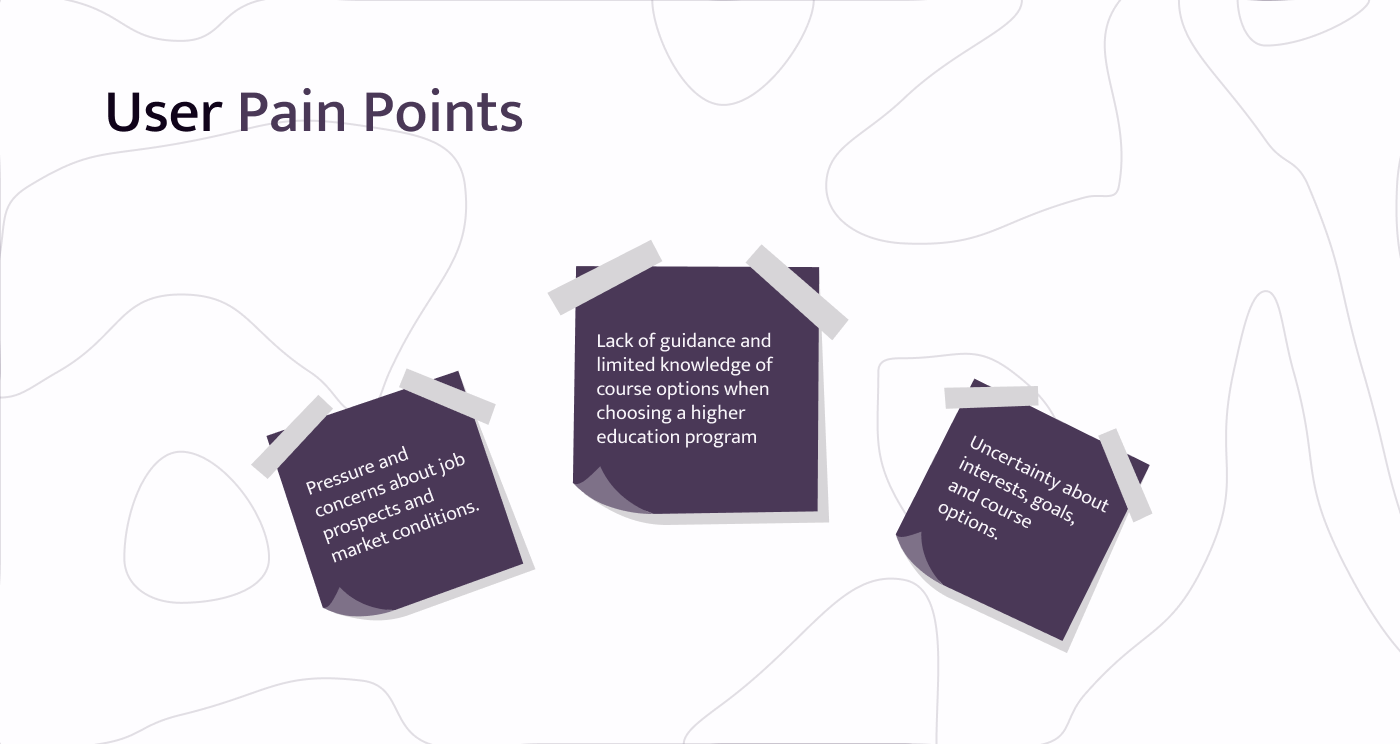 User Pain Points
Pressure and
concerns about job
prospects and
market conditions.
Lack of guidance and
limited knowledge of
course options when
choosing a higher
education program
Uncertainty about
interests, goals,
and course
options.